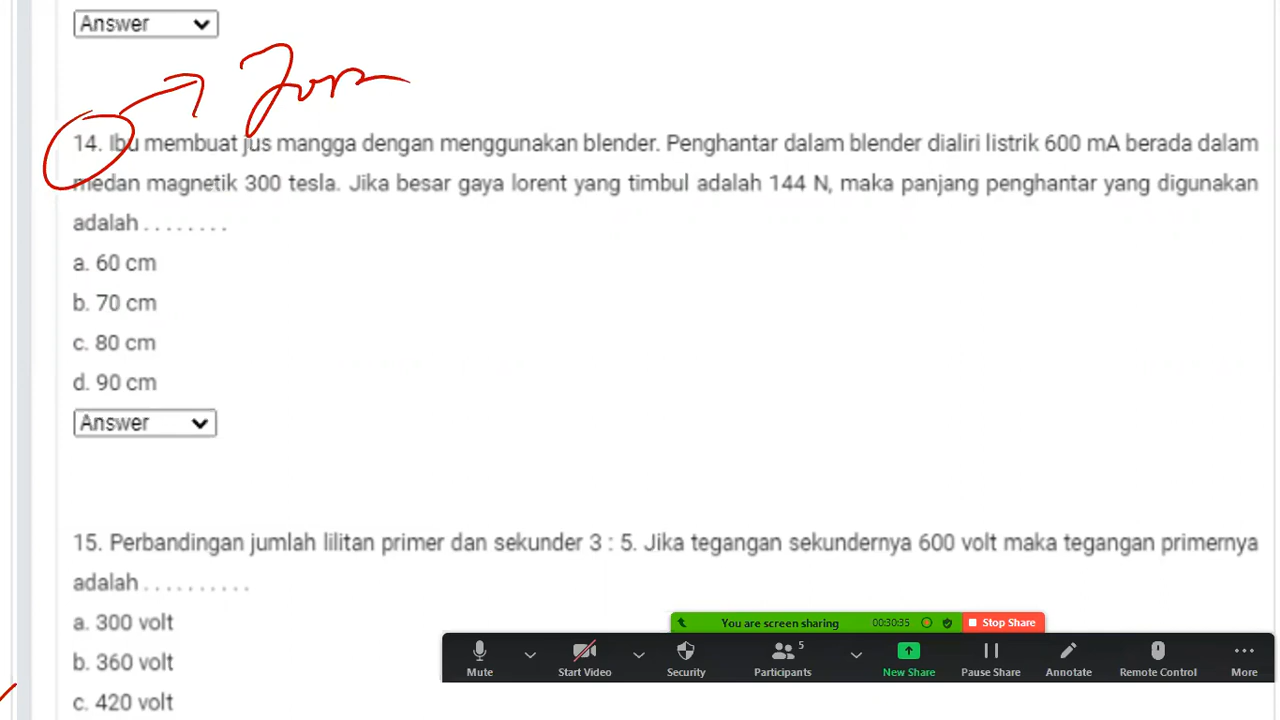 Answer
14. Ibu membuat jus mangga dengan menggunakan blender. Penghantar dalam blender dialiri listrik 600 mA berada dalam
medan magnetik 300 tesla. Jika besar gaya lorent yang timbul adalah 144 N, maka panjang penghantar yang digunakan
adalah . . . . . . . .
a. 60 cm
b. 70 cm
c. 80 cm
d. 90 cm
Answer
15. Perbandingan jumlah lilitan primer dan sekunder 3 : 5. Jika tegangan sekundernya 600 volt maka tegangan primernya
adalah . . . . . . . . . .
a. 300 volt
b. 360 volt
c. 420 volt
You are screen sharing 00:30:35 Stop Share
5
Mute Start Video Security Participants New Share Pause Share Annotate Remote Control More